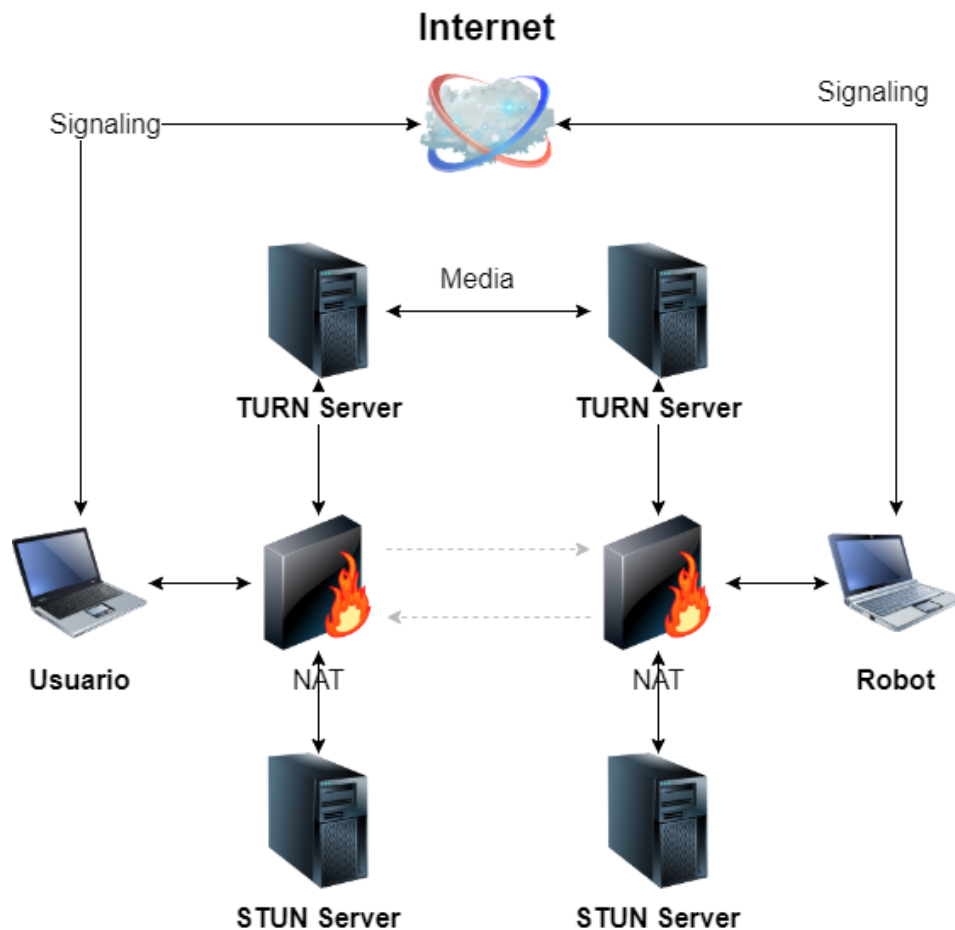 Internet
Signaling
Signaling
Media
TURN Server
TURN Server
Usuario
NAT
NAT
Robot
STUN Server
STUN Server